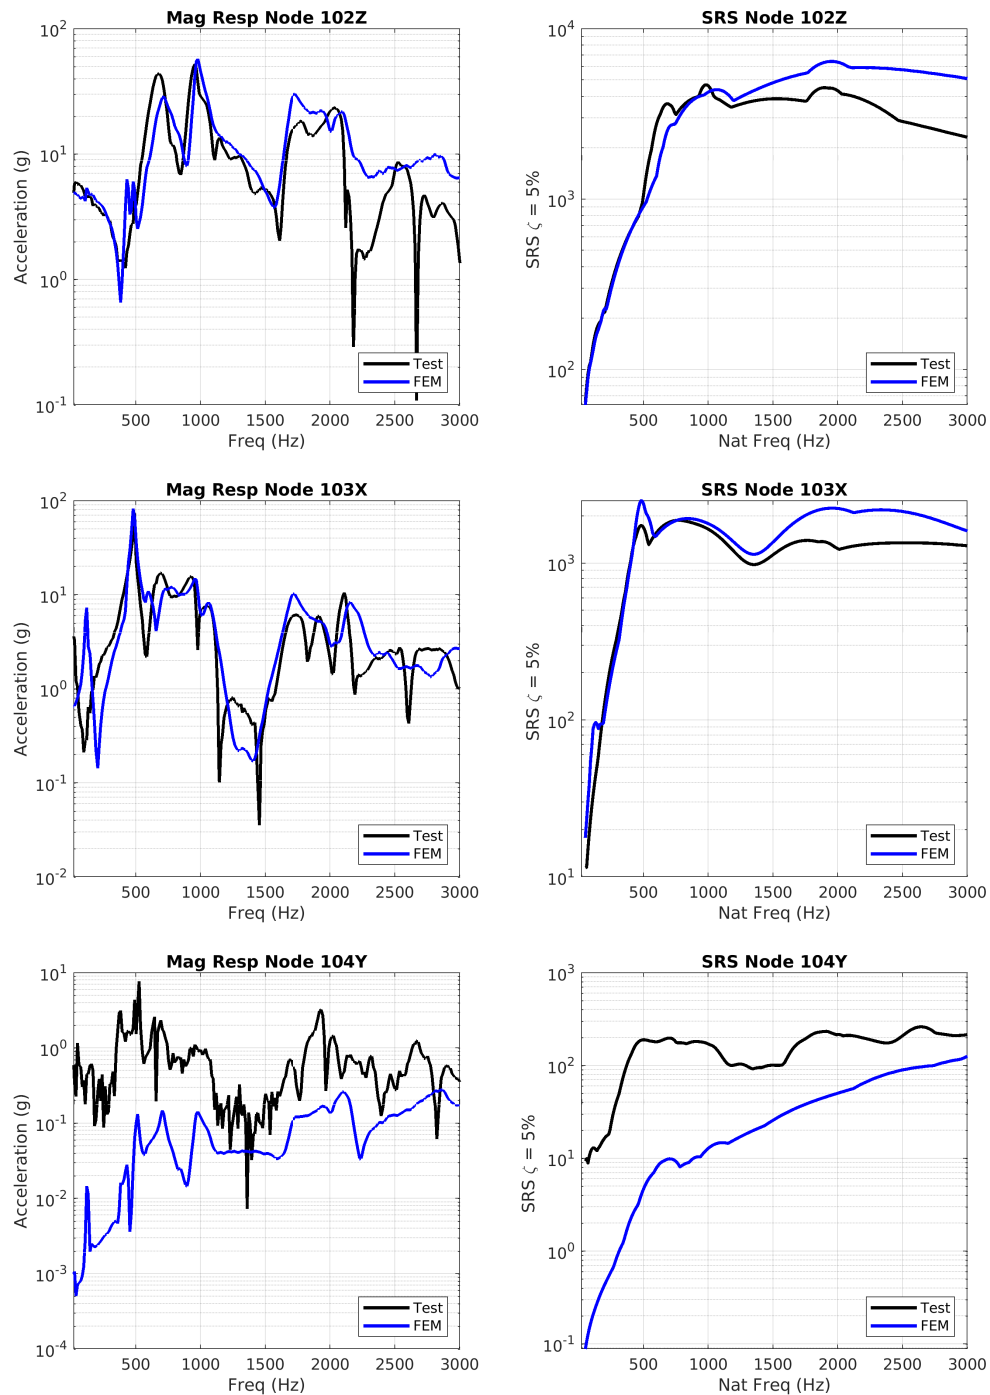 Mag Resp Node 102Z
Acceleration (g)
10^2
10^1
10^0
10^-1
500 1000 1500 2000 2500 3000
Freq (Hz)
Test
FEM
SRS Node 102Z
SRS ζ = 5%
10^4
10^3
10^2
500 1000 1500 2000 2500 3000
Nat Freq (Hz)
Test
FEM
Mag Resp Node 103X
Acceleration (g)
10^2
10^1
10^0
10^-1
10^-2
500 1000 1500 2000 2500 3000
Freq (Hz)
Test
FEM
SRS Node 103X
SRS ζ = 5%
10^3
10^2
10^1
500 1000 1500 2000 2500 3000
Nat Freq (Hz)
Test
FEM
Mag Resp Node 104Y
Acceleration (g)
10^1
10^0
10^-1
10^-2
10^-3
10^-4
500 1000 1500 2000 2500 3000
Freq (Hz)
Test
FEM
SRS Node 104Y
SRS ζ = 5%
10^3
10^2
10^1
10^0
10^-1
500 1000 1500 2000 2500 3000
Nat Freq (Hz)
Test
FEM